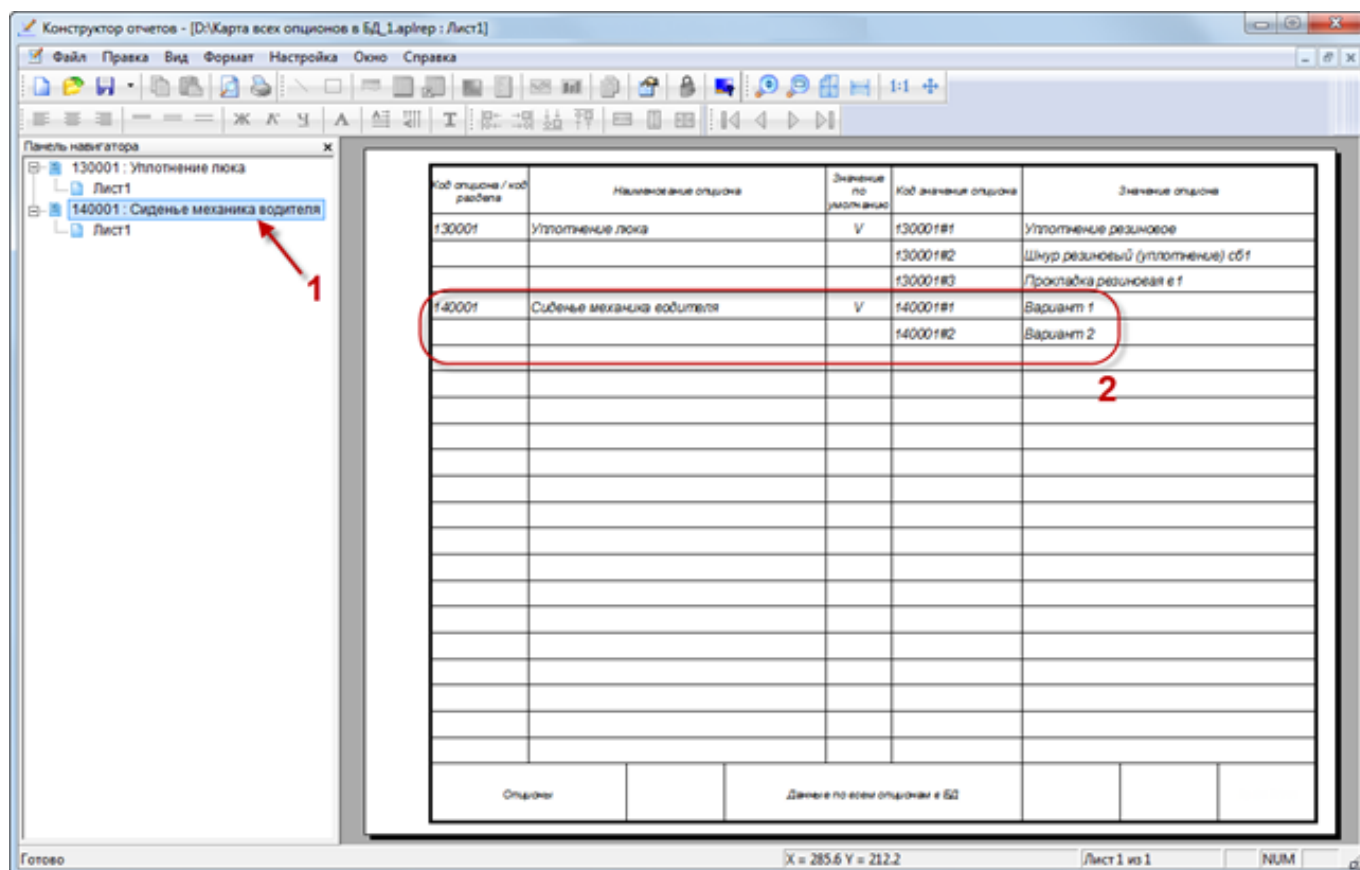 Конструктор отчетов - [D:\Карта всех опционов в БД_1.aplrep : Лист1]
Файл Правка Вид Формат Настройка Окно Справка
1:1
Ж К Ч А T
Панель навигатора x
130001 : Уплотнение люка
Лист1
140001 : Сиденье механика водителя
Лист1
1
Код опциона / код раздела
Наименование опциона
Значение по умолчанию
Код значения опциона
Значение опциона
130001 Уплотнение люка V 130001#1 Уплотнение резиновое
130001#2 Шнур резиновый (уплотнение) сб1
130001#3 Прокладка резиновая в1
140001 Сиденье механика водителя V 140001#1 Вариант 1
140001#2 Вариант 2
2
Опционы Данные по всем опционам в БД
Готово X = 285.6 Y = 212.2 Лист 1 из 1 NUM